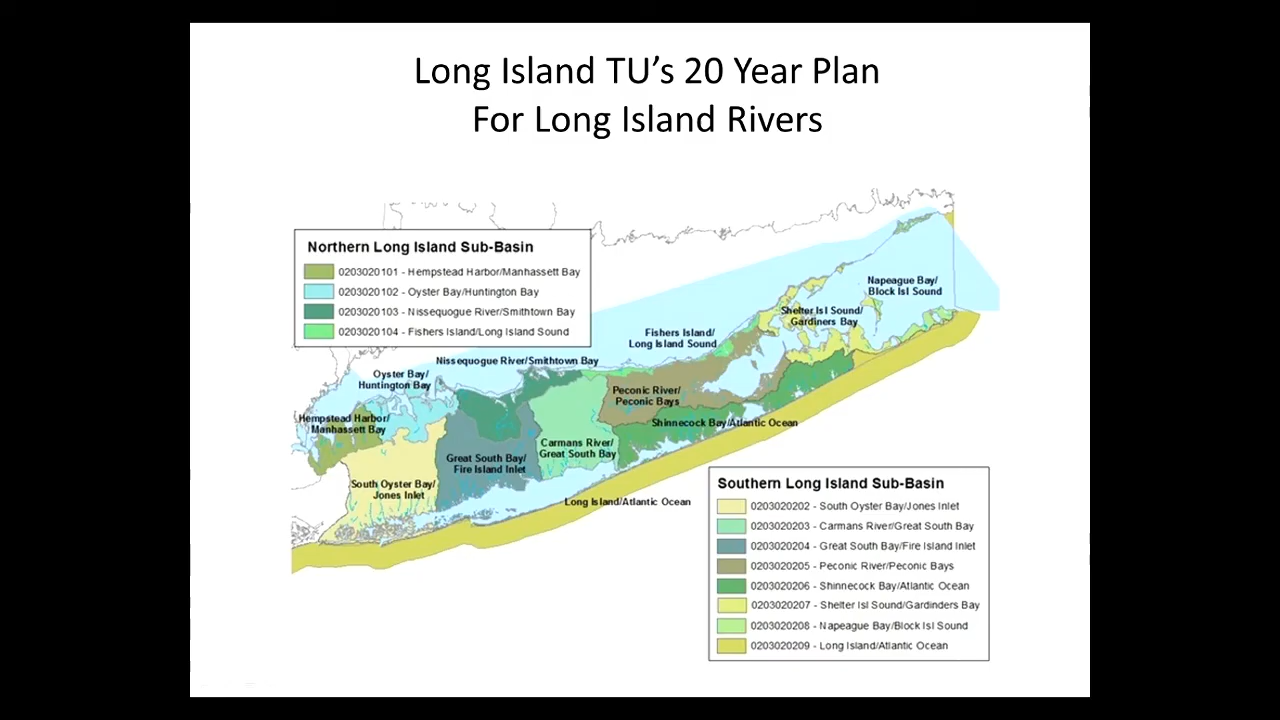 Long Island TU’s 20 Year Plan
For Long Island Rivers
Northern Long Island Sub-Basin
0203020101 - Hempstead Harbor/Manhassett Bay
0203020102 - Oyster Bay/Huntington Bay
0203020103 - Nissequogue River/Smithtown Bay
0203020104 - Fishers Island/Long Island Sound
Napeague Bay/
Block Isl Sound
Shelter Isl Sound/
Gardiners Bay
Fishers Island/
Long Island Sound
Nissequogue River/Smithtown Bay
Oyster Bay/
Huntington Bay
Peconic River/
Peconic Bays
Hempstead Harbor/
Manhassett Bay
Shinnecock Bay/Atlantic Ocean
Carmans River/
Great South Bay
Great South Bay/
Fire Island Inlet
South Oyster Bay/
Jones Inlet
Long Island/Atlantic Ocean
Southern Long Island Sub-Basin
0203020202 - South Oyster Bay/Jones Inlet
0203020203 - Carmans River/Great South Bay
0203020204 - Great South Bay/Fire Island Inlet
0203020205 - Peconic River/Peconic Bays
0203020206 - Shinnecock Bay/Atlantic Ocean
0203020207 - Shelter Isl Sound/Gardinders Bay
0203020208 - Napeague Bay/Block Isl Sound
0203020209 - Long Island/Atlantic Ocean